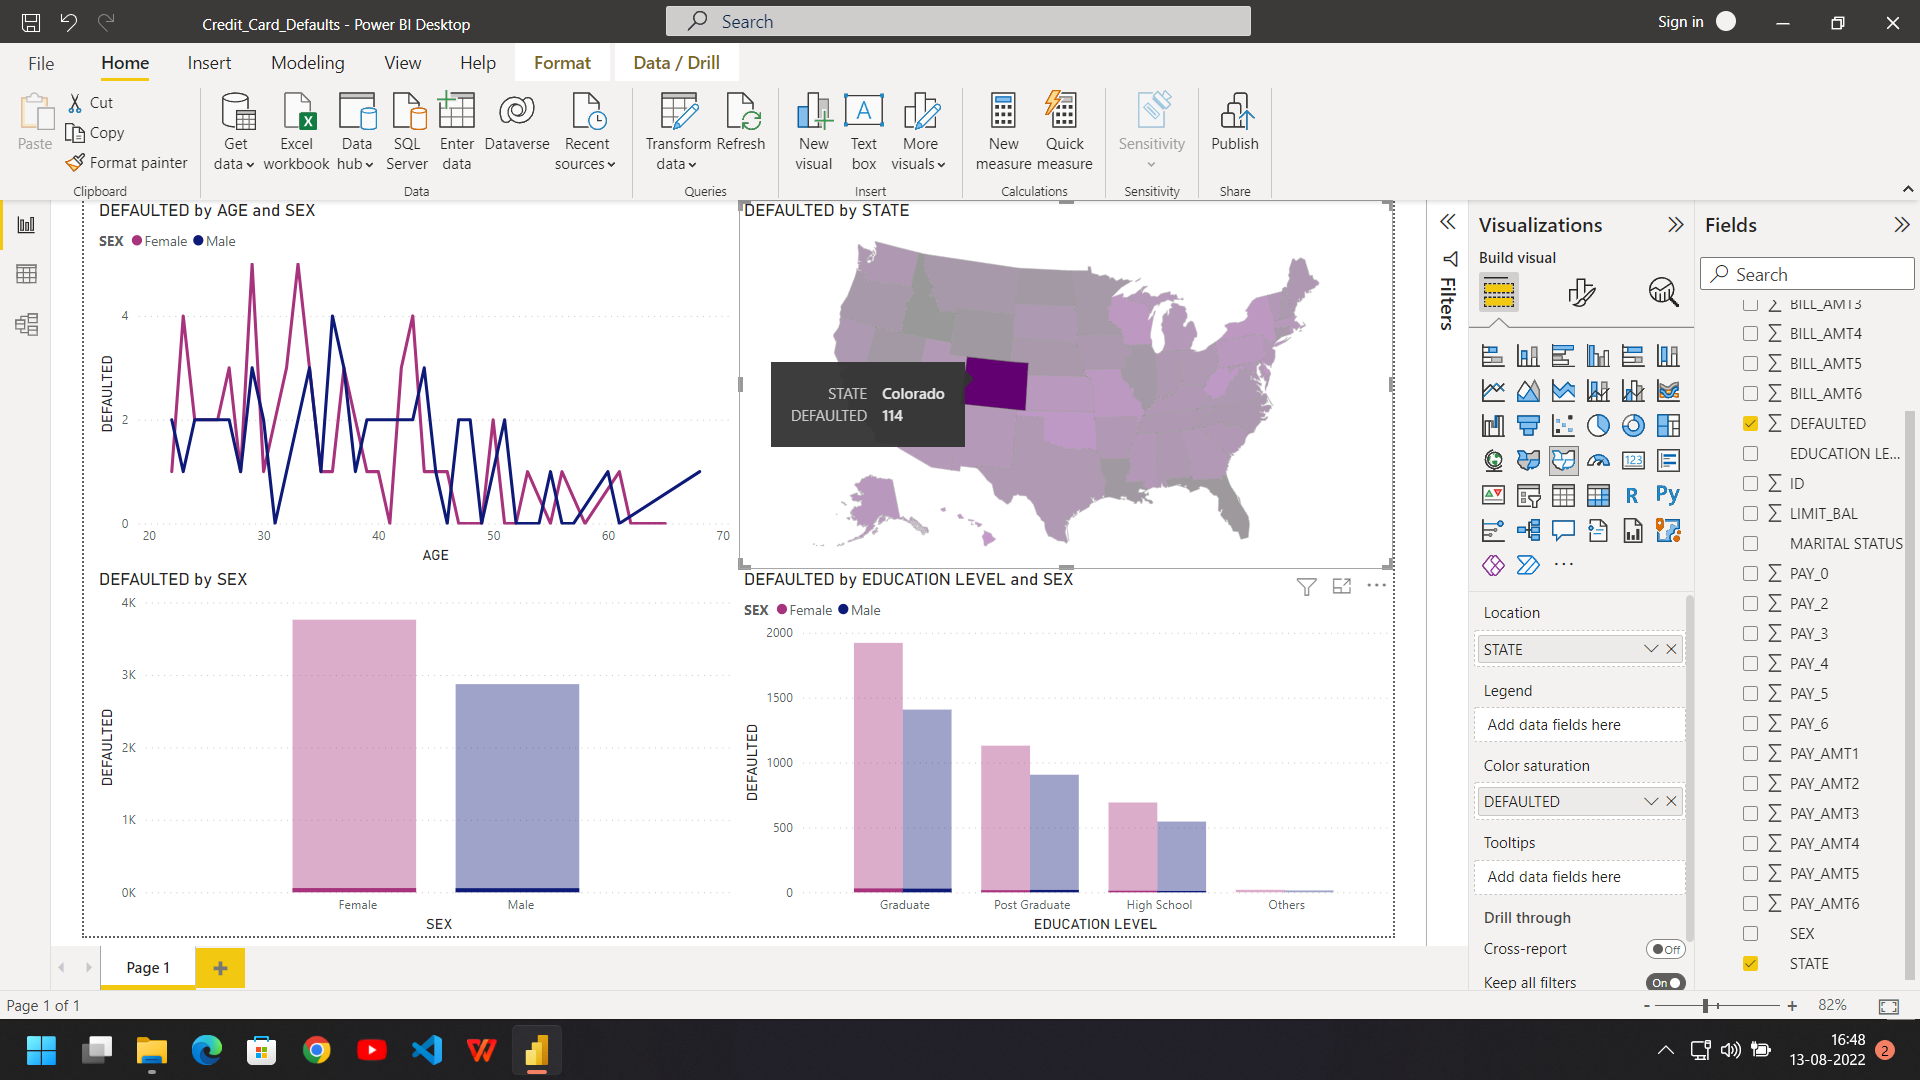 Credit_Card_Defaults - Power BI Desktop
Search
Sign in
File
Home
Insert
Modeling
View
Help
Format
Data / Drill
Paste
Cut
Copy
Format painter
Clipboard
Get data
Excel workbook
Data hub
SQL Server
Enter data
Dataverse
Recent sources
Data
Transform data
Refresh
Queries
New visual
Text box
More visuals
Insert
New measure
Quick measure
Calculations
Sensitivity
Sensitivity
Publish
Share
DEFAULTED by AGE and SEX
SEX Female Male
4
2
0
DEFAULTED
20 30 40 50 60 70
AGE
DEFAULTED by STATE
STATE Colorado
DEFAULTED 114
DEFAULTED by SEX
4K
3K
2K
1K
0K
DEFAULTED
Female Male
SEX
DEFAULTED by EDUCATION LEVEL and SEX
SEX Female Male
2000
1500
1000
500
0
DEFAULTED
Graduate Post Graduate High School Others
EDUCATION LEVEL
Filters
Visualizations
Build visual
123
R
Py
Location
STATE
Legend
Add data fields here
Color saturation
DEFAULTED
Tooltips
Add data fields here
Drill through
Cross-report
Off
Keep all filters
On
Fields
Search
BILL_AMT3
BILL_AMT4
BILL_AMT5
BILL_AMT6
DEFAULTED
EDUCATION LE...
ID
LIMIT_BAL
MARITAL STATUS
PAY_0
PAY_2
PAY_3
PAY_4
PAY_5
PAY_6
PAY_AMT1
PAY_AMT2
PAY_AMT3
PAY_AMT4
PAY_AMT5
PAY_AMT6
SEX
STATE
Page 1
Page 1 of 1
- + 82%
16:48
13-08-2022
2